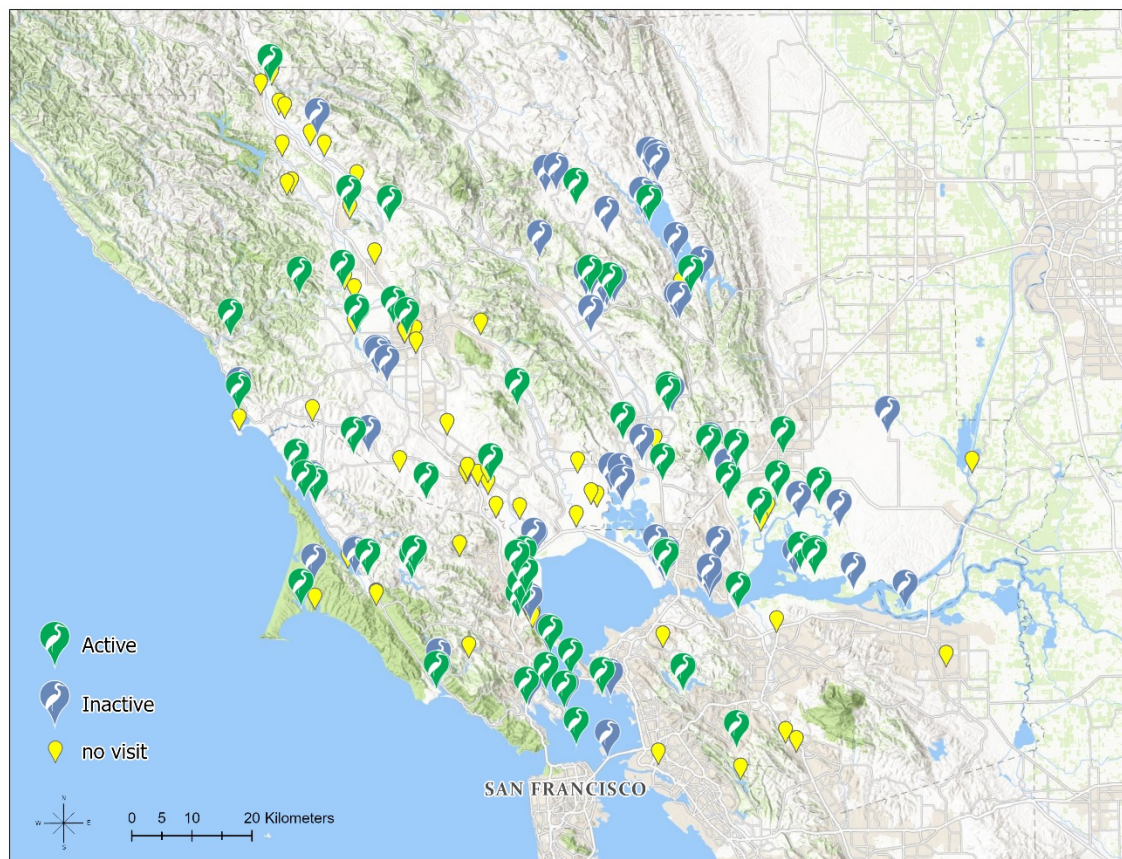 SAN FRANCISCO
Active
Inactive
no visit
N
W E
S
0 5 10 20 Kilometers